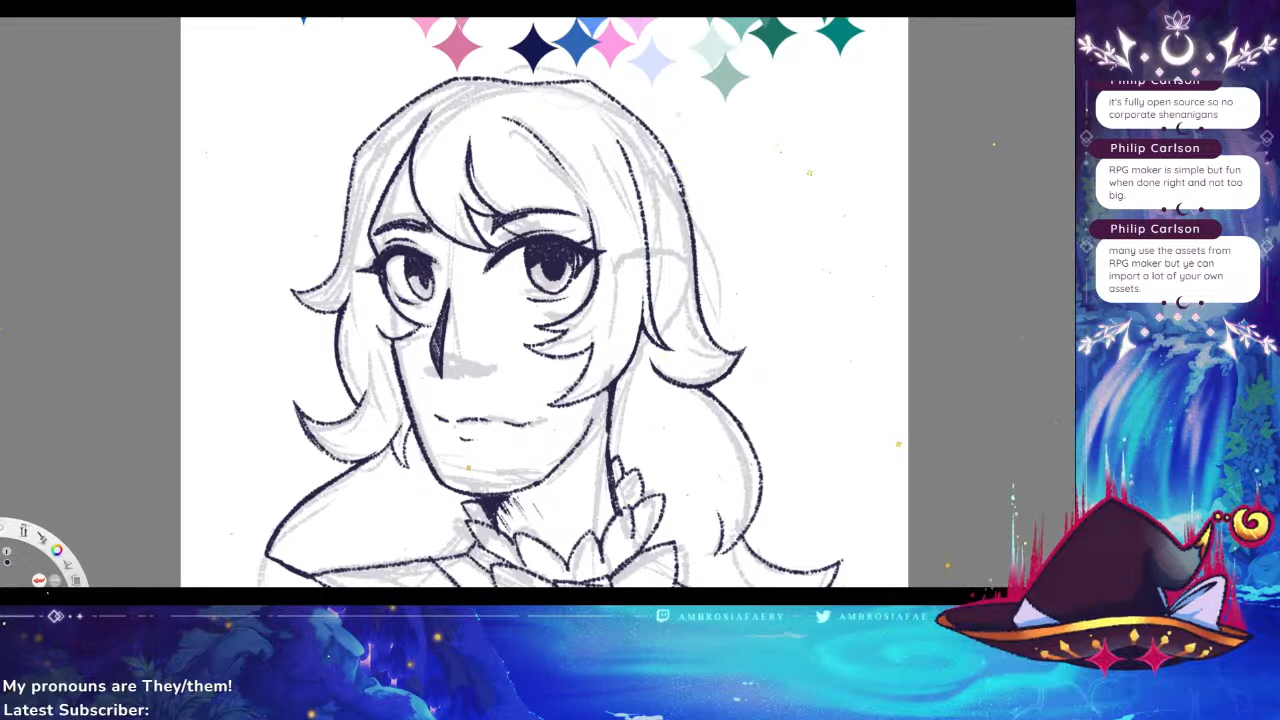 Philip Carlson
it's fully open source so no
corporate shenanigans
Philip Carlson
RPG maker is simple but fun
when done right and not too
big.
Philip Carlson
many use the assets from
RPG maker but ye can
import a lot of your own
assets.
AMBROSIAFAERY
AMBROSIAFAE
My pronouns are They/them!
Latest Subscriber: